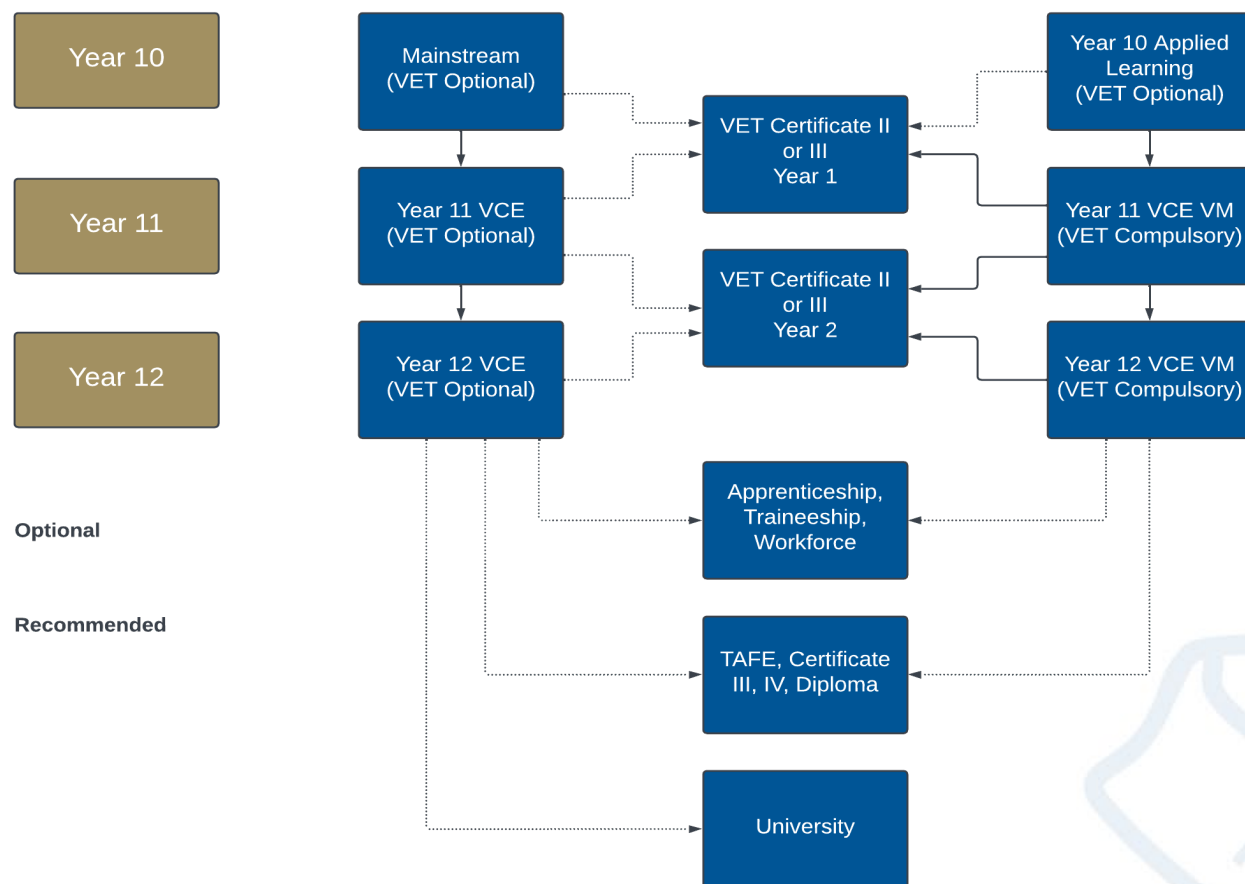 Year 10
Mainstream
(VET Optional)
Year 10 Applied
Learning
(VET Optional)
VET Certificate II
or III
Year 1
Year 11
Year 11 VCE
(VET Optional)
Year 11 VCE VM
(VET Compulsory)
VET Certificate II
or III
Year 2
Year 12
Year 12 VCE
(VET Optional)
Year 12 VCE VM
(VET Compulsory)
Apprenticeship,
Traineeship,
Workforce
Optional
Recommended
TAFE, Certificate
III, IV, Diploma
University